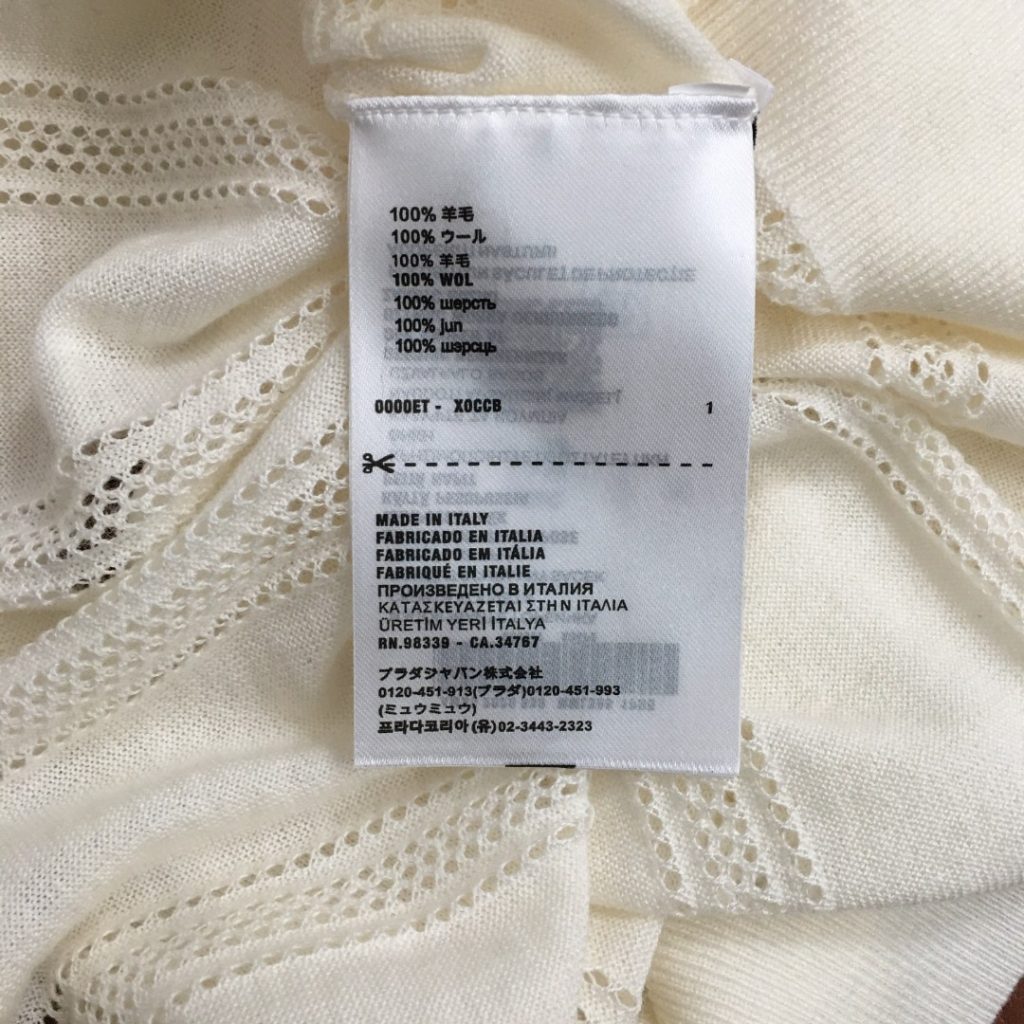 100% 羊毛
100% ウール
100% 羊毛
100% WOL
100% шерсть
100% jun
100% шэрсць
0000ET - X0CCB 1
MADE IN ITALY
FABRICADO EN ITALIA
FABRICADO EM ITÁLIA
FABRIQUÉ EN ITALIE
ПРОИЗВЕДЕНО В ИТАЛИЯ
ΚΑΤΑΣΚΕΥΑΖΕΤΑΙ ΣΤΗ Ν ΙΤΑΛΙΑ
ÜRETİM YERİ İTALYA
RN.98339 - CA.34767
プラダジャパン株式会社
0120-451-913(プラダ)0120-451-993
(ミュウミュウ)
프라다코리아(유)02-3443-2323